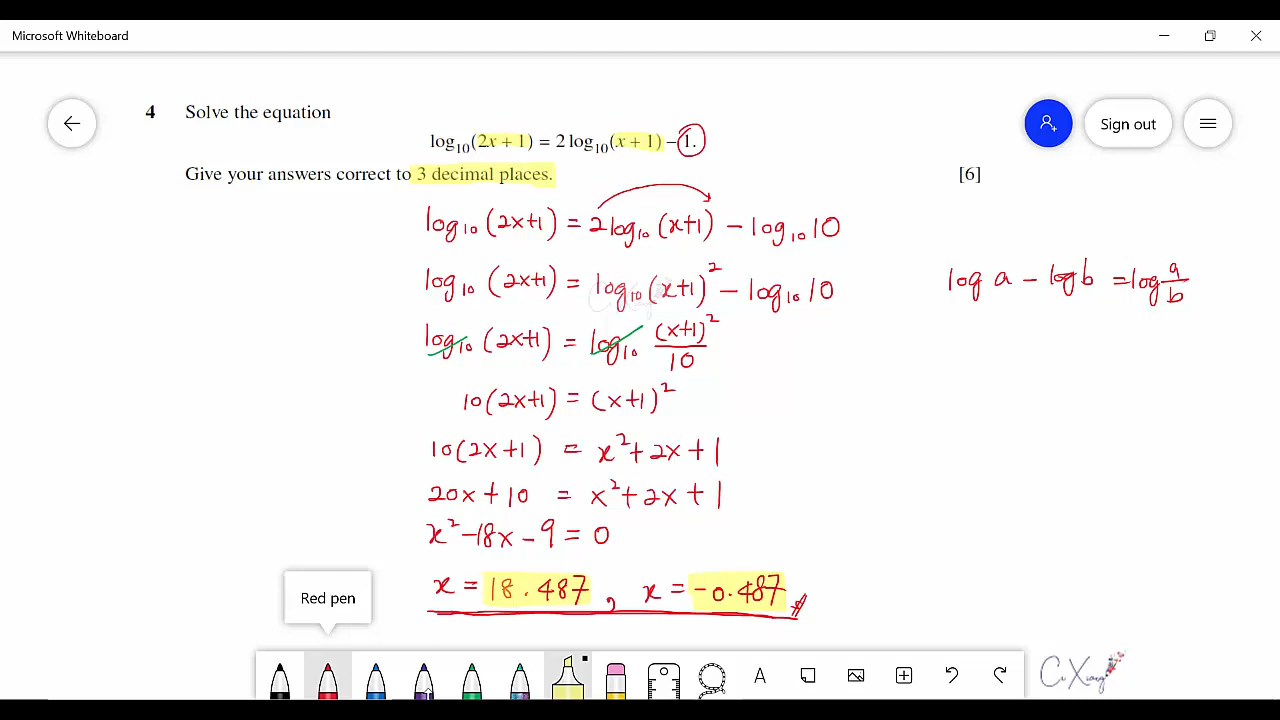 Microsoft Whiteboard
Sign out
4 Solve the equation
log₁₀(2x + 1) = 2 log₁₀(x + 1) − 1.
Give your answers correct to 3 decimal places. [6]
log₁₀ (2x+1) = 2log₁₀ (x+1) − log₁₀ 10
log₁₀ (2x+1) = log₁₀ (x+1)² − log₁₀ 10
log a − log b = log a/b
log₁₀ (2x+1) = log₁₀ (x+1)²/10
10(2x+1) = (x+1)²
10(2x+1) = x²+2x+1
20x+10 = x²+2x+1
x²−18x−9=0
x = 18.487, x = −0.487
Red pen
A
CiXiang